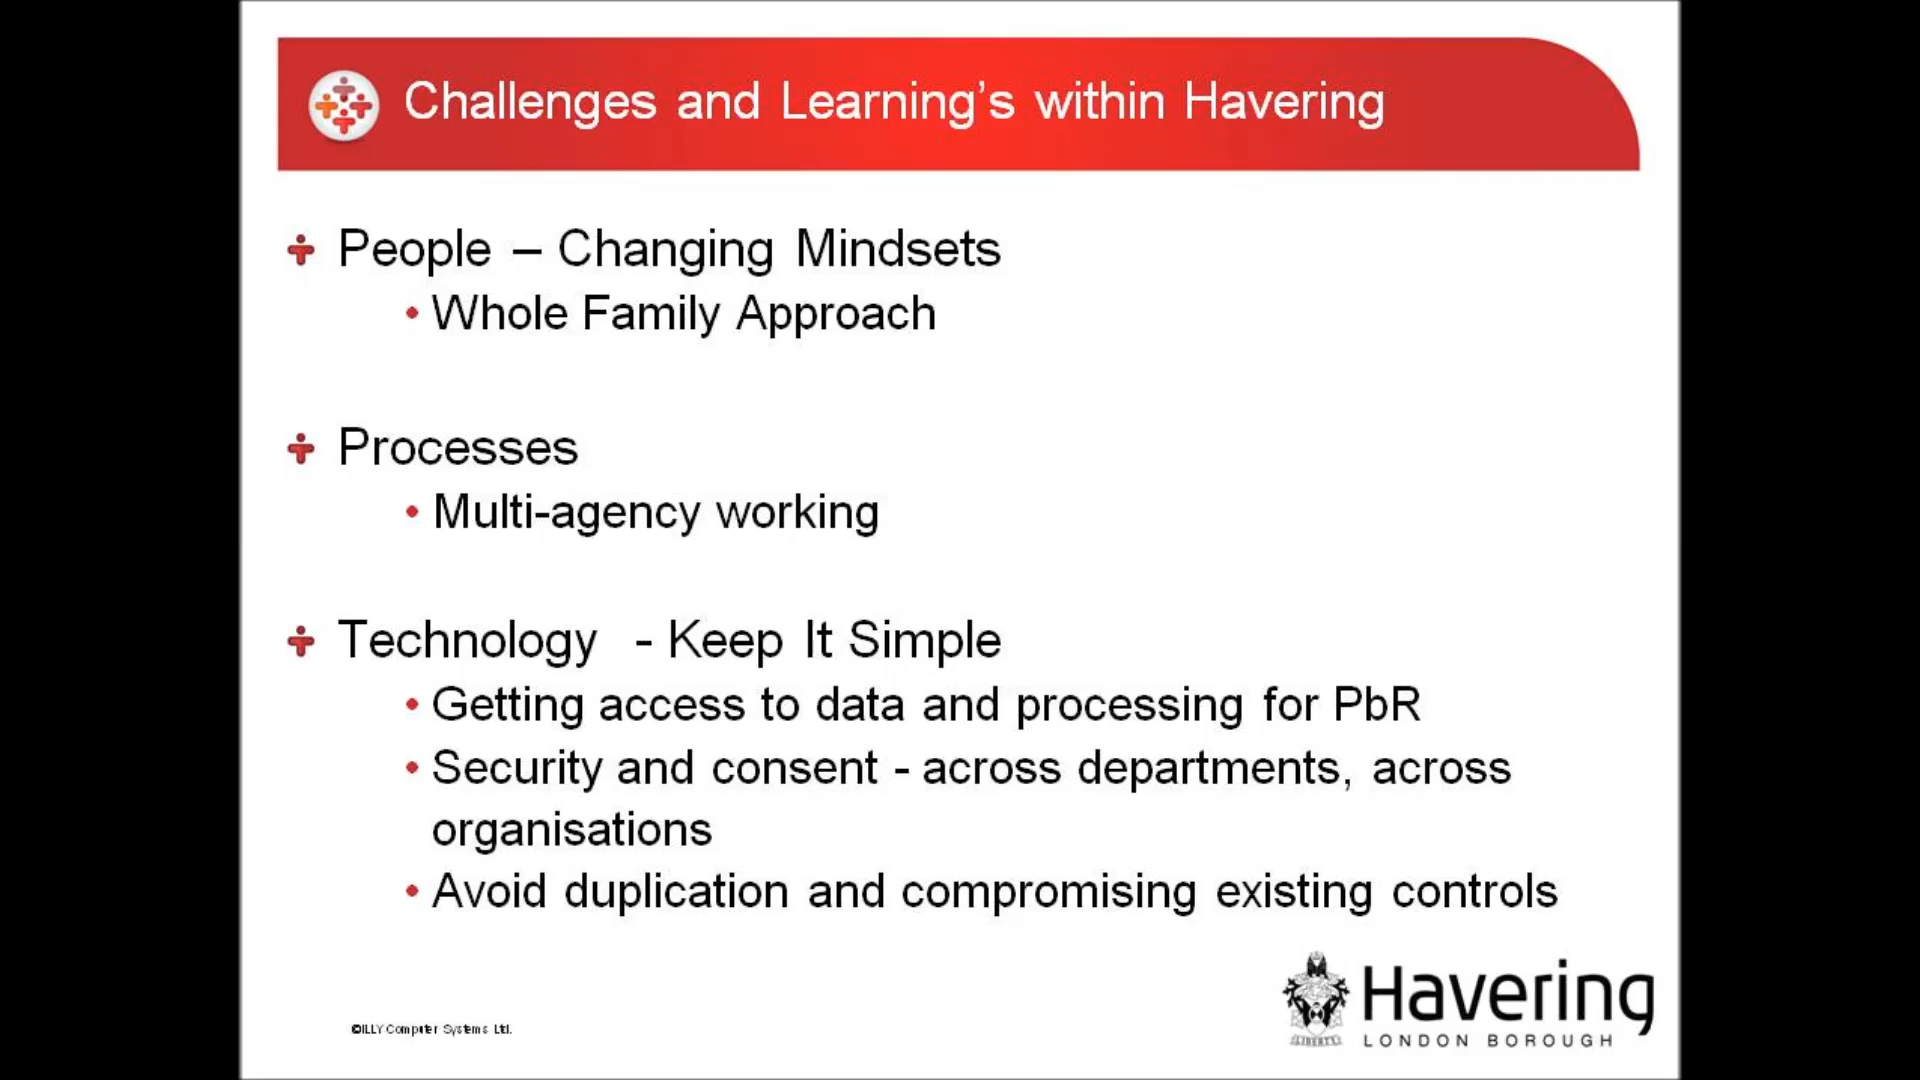 Challenges and Learning's within Havering
People – Changing Mindsets
• Whole Family Approach
Processes
• Multi-agency working
Technology - Keep It Simple
• Getting access to data and processing for PbR
• Security and consent - across departments, across
organisations
• Avoid duplication and compromising existing controls
©ILLY Computer Systems Ltd.
Havering
LIBERTY
LONDON BOROUGH